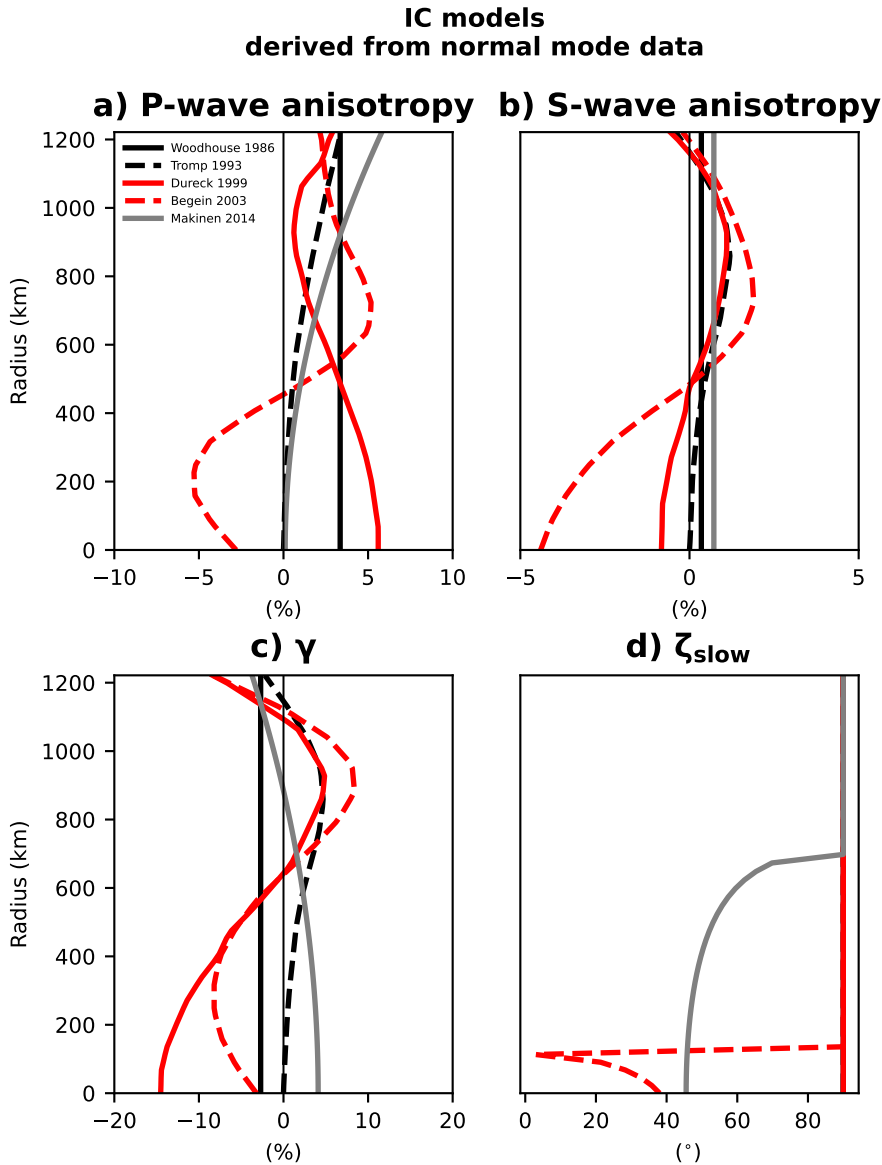 IC models
derived from normal mode data
a) P-wave anisotropy
b) S-wave anisotropy
Woodhouse 1986
Tromp 1993
Dureck 1999
Begein 2003
Makinen 2014
Radius (km)
1200
1000
800
600
400
200
0
−10 −5 0 5 10
(%)
−5 0 5
(%)
c) γ
d) ζslow
Radius (km)
1200
1000
800
600
400
200
0
−20 −10 0 10 20
(%)
0 20 40 60 80
(°)